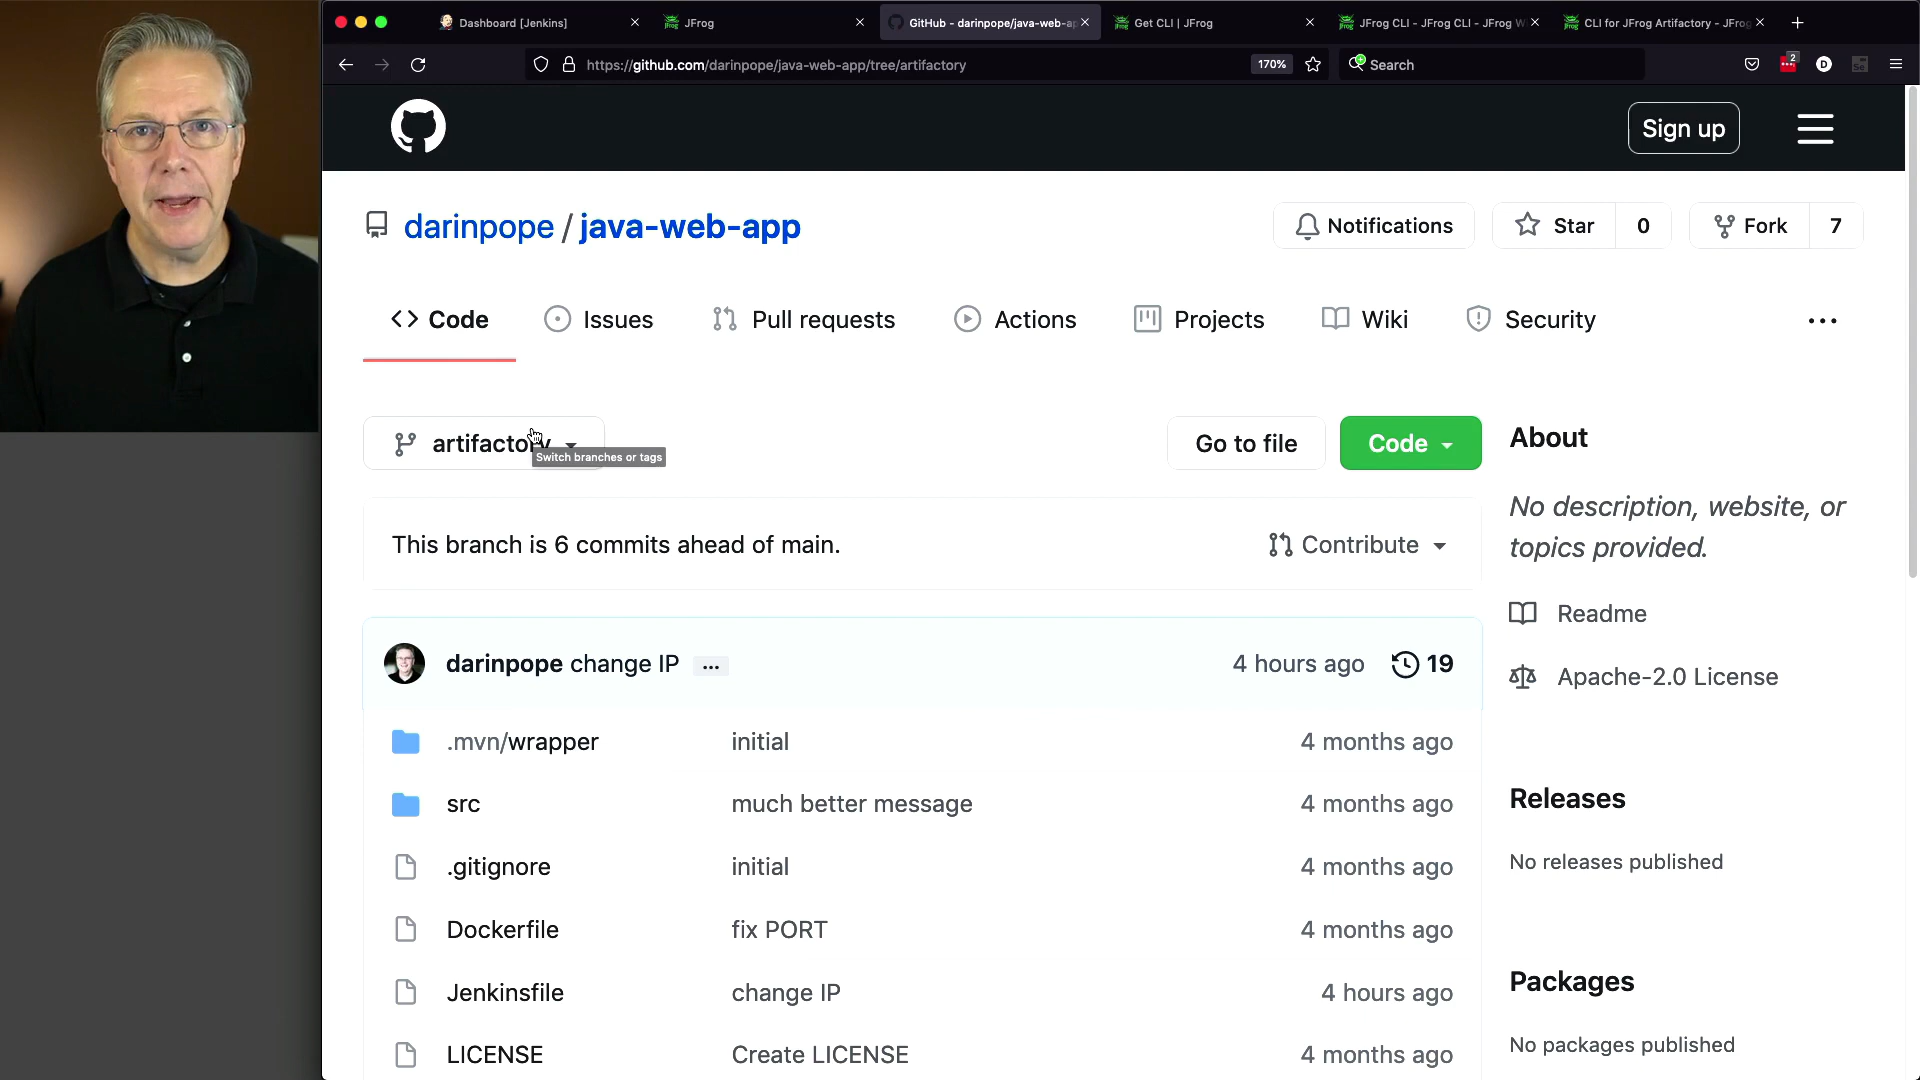 Dashboard [Jenkins]
JFrog
GitHub - darinpope/java-web-ap
Get CLI | JFrog
JFrog CLI - JFrog CLI - JFrog W
CLI for JFrog Artifactory - JFrog
https://github.com/darinpope/java-web-app/tree/artifactory
170%
Search
2
D
Sign up
darinpope / java-web-app
Notifications
Star 0
Fork 7
Code
Issues
Pull requests
Actions
Projects
Wiki
Security
artifactory
Switch branches or tags
Go to file
Code
This branch is 6 commits ahead of main.
Contribute
darinpope change IP ...
4 hours ago
19
.mvn/wrapper initial 4 months ago
src much better message 4 months ago
.gitignore initial 4 months ago
Dockerfile fix PORT 4 months ago
Jenkinsfile change IP 4 hours ago
LICENSE Create LICENSE 4 months ago
About
No description, website, or
topics provided.
Readme
Apache-2.0 License
Releases
No releases published
Packages
No packages published